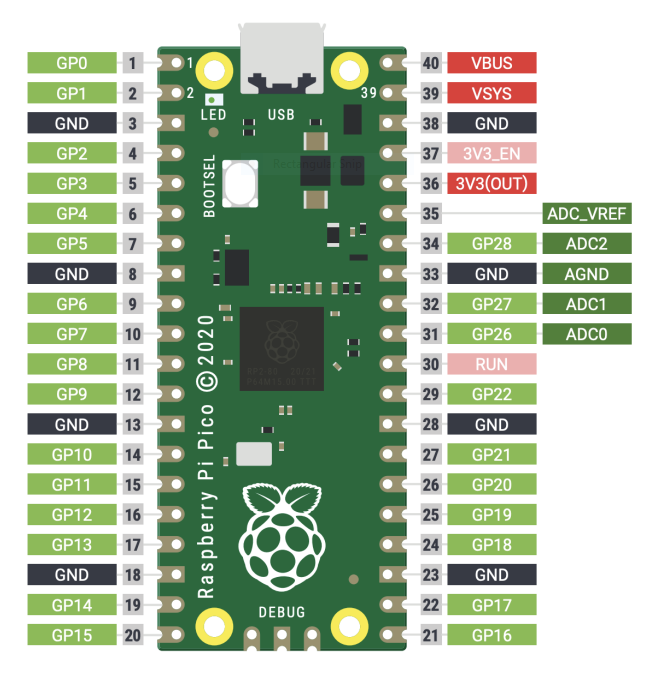 GP0 1 1 40 VBUS
GP1 2 2 39 39 VSYS
LED USB
GND 3 38 GND
GP2 4 37 3V3_EN
GP3 5 BOOTSEL 36 3V3(OUT)
GP4 6 35 ADC_VREF
GP5 7 34 GP28 ADC2
GND 8 33 GND AGND
GP6 9 32 GP27 ADC1
GP7 10 31 GP26 ADC0
GP8 11 30 RUN
GP9 12 29 GP22
GND 13 28 GND
GP10 14 27 GP21
GP11 15 26 GP20
GP12 16 25 GP19
GP13 17 24 GP18
GND 18 23 GND
GP14 19 22 GP17
GP15 20 21 GP16
Raspberry Pi Pico © 2020
DEBUG